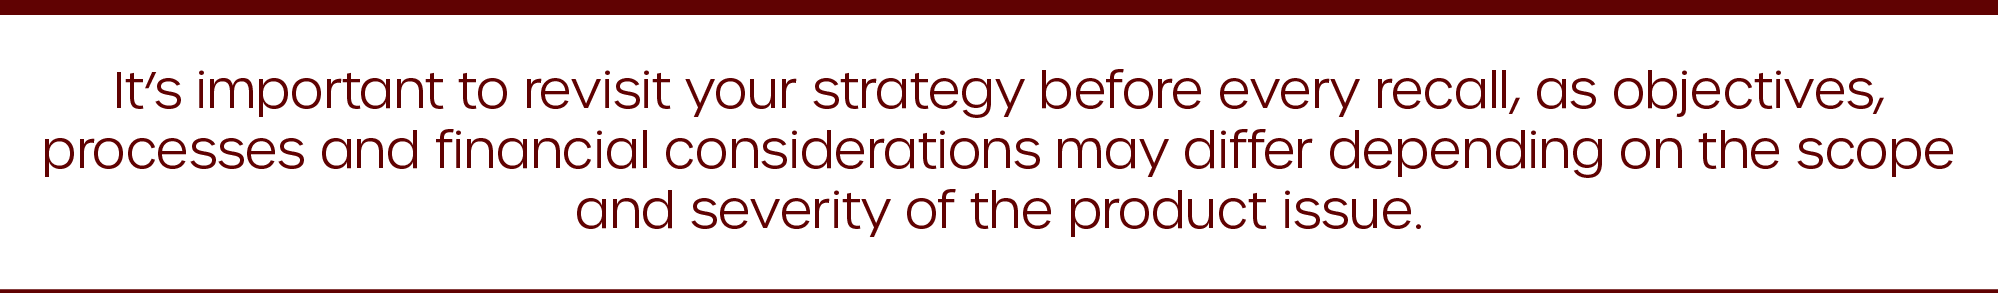 It’s important to revisit your strategy before every recall, as objectives,
processes and financial considerations may differ depending on the scope
and severity of the product issue.